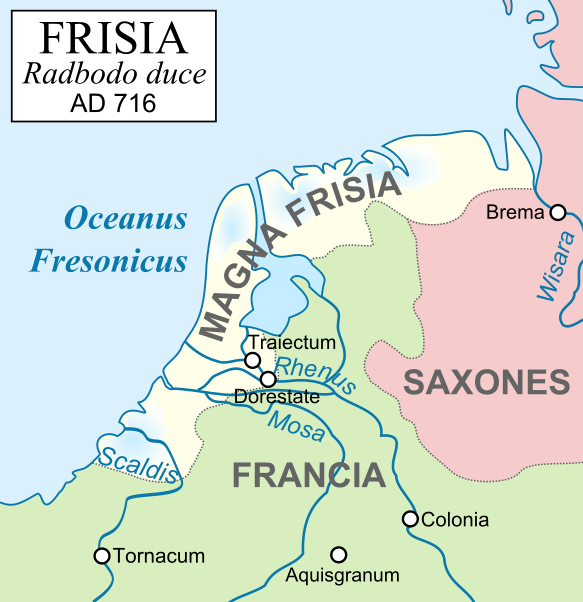 FRISIA
Radbodo duce
AD 716
Oceanus
Fresonicus
MAGNA FRISIA
Brema
Wisara
Traiectum
Rhenus
Dorestate
SAXONES
Mosa
Scaldis
FRANCIA
Colonia
Tornacum
Aquisgranum